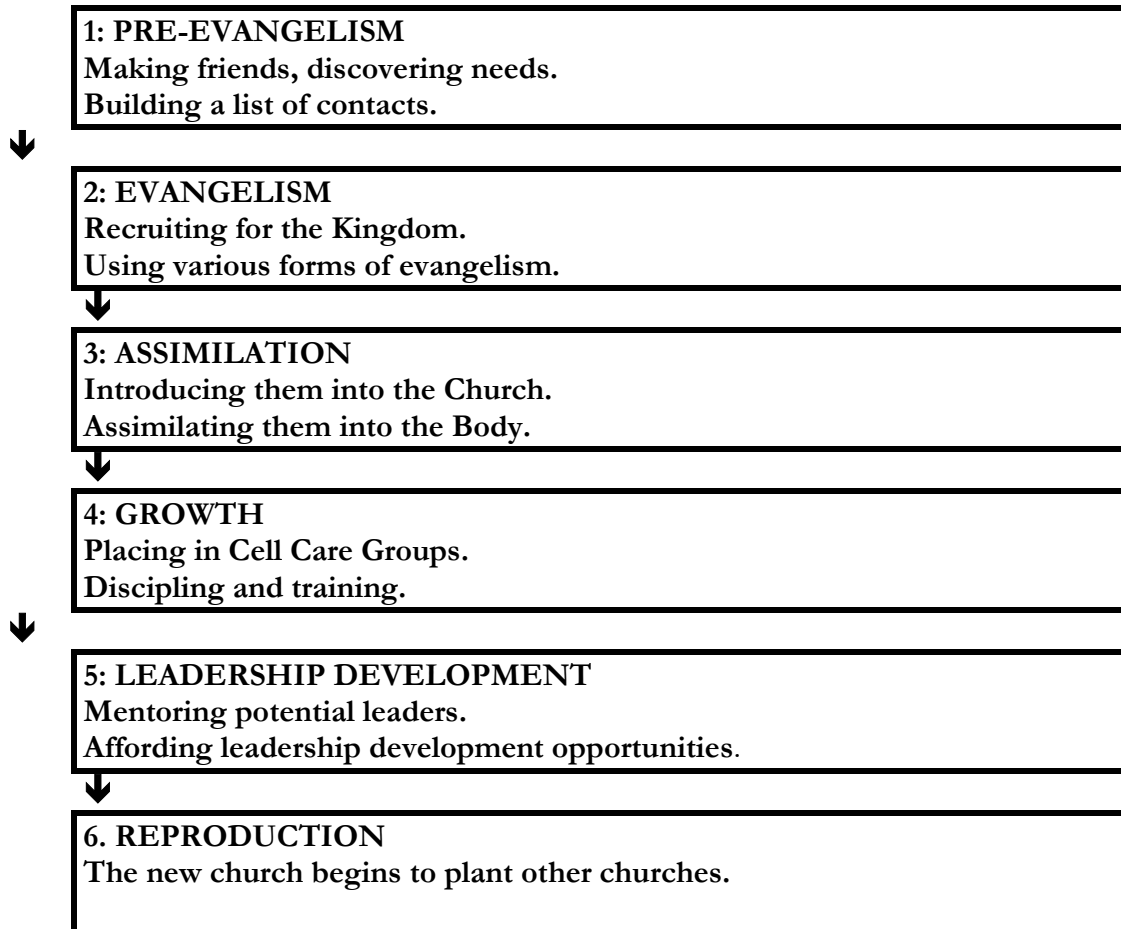 1: PRE-EVANGELISM
Making friends, discovering needs.
Building a list of contacts.
2: EVANGELISM
Recruiting for the Kingdom.
Using various forms of evangelism.
3: ASSIMILATION
Introducing them into the Church.
Assimilating them into the Body.
4: GROWTH
Placing in Cell Care Groups.
Discipling and training.
5: LEADERSHIP DEVELOPMENT
Mentoring potential leaders.
Affording leadership development opportunities.
6. REPRODUCTION
The new church begins to plant other churches.